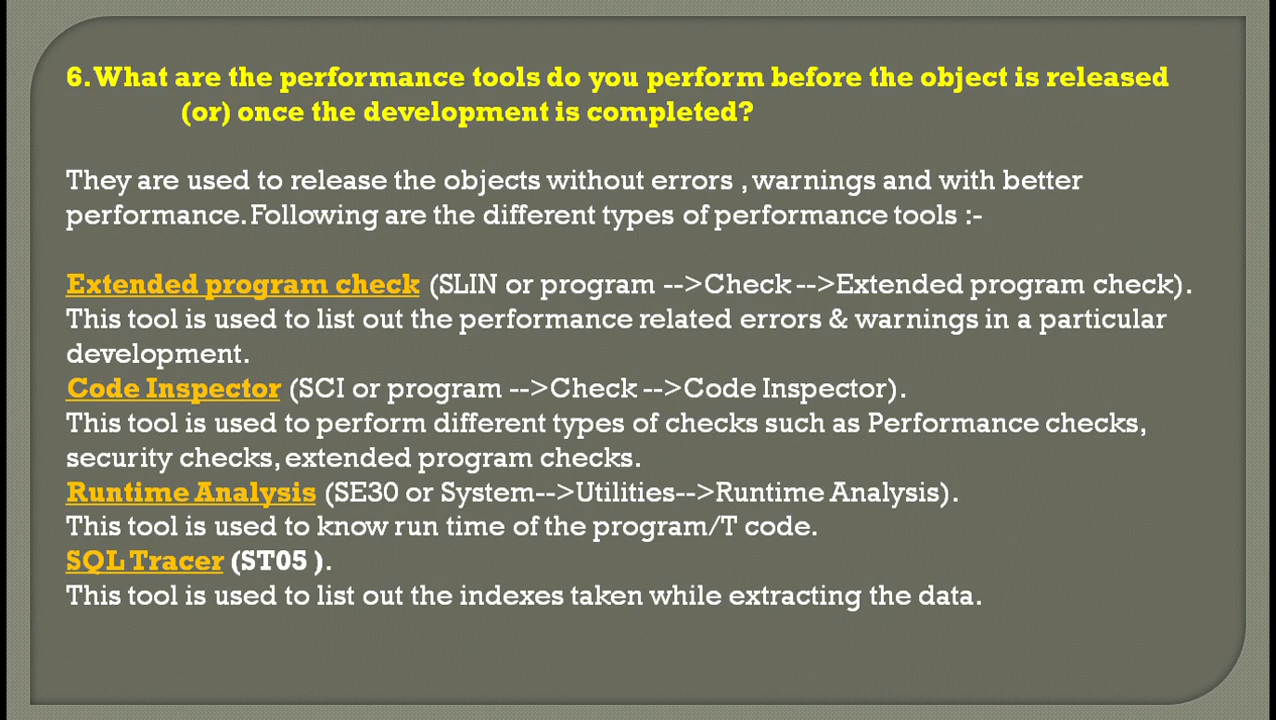 6. What are the performance tools do you perform before the object is released
(or) once the development is completed?
They are used to release the objects without errors , warnings and with better
performance. Following are the different types of performance tools :-
Extended program check (SLIN or program -->Check -->Extended program check).
This tool is used to list out the performance related errors & warnings in a particular
development.
Code Inspector (SCI or program -->Check -->Code Inspector).
This tool is used to perform different types of checks such as Performance checks,
security checks, extended program checks.
Runtime Analysis (SE30 or System-->Utilities-->Runtime Analysis).
This tool is used to know run time of the program/T code.
SQL Tracer (ST05 ).
This tool is used to list out the indexes taken while extracting the data.